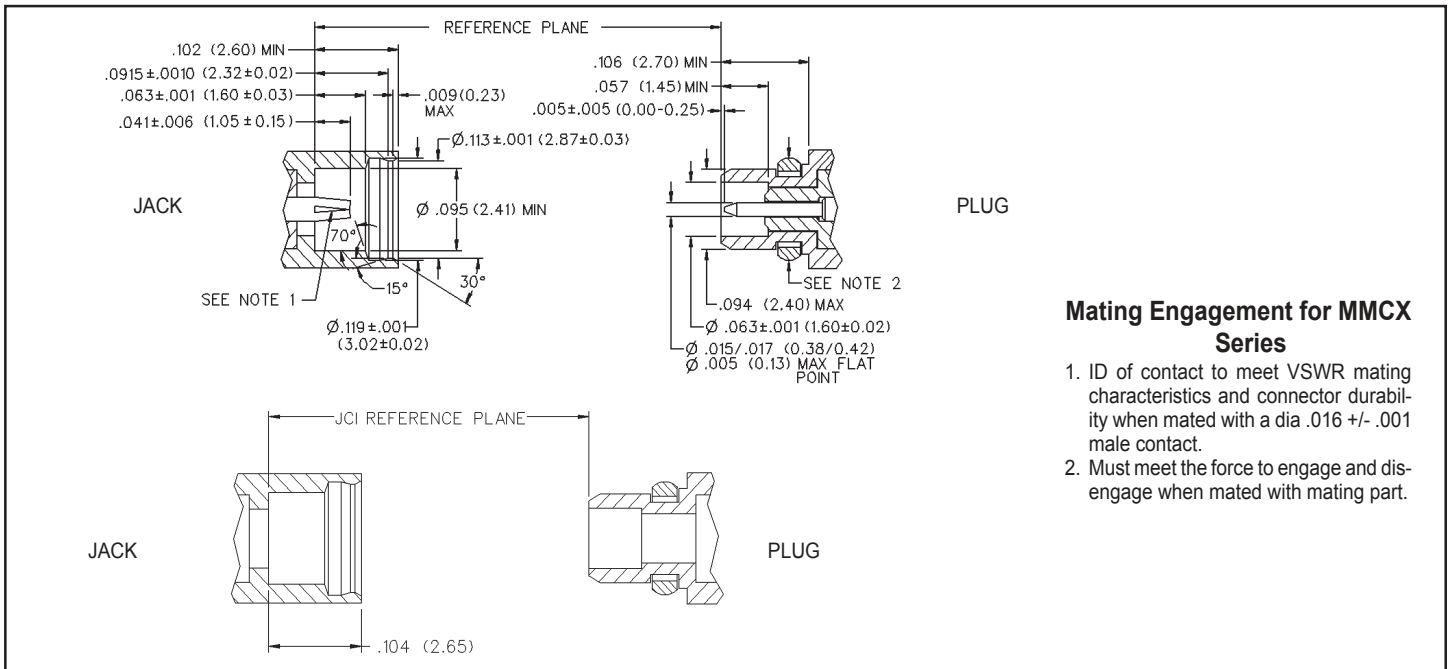 REFERENCE PLANE
.102 (2.60) MIN
.0915±.0010 (2.32±0.02)
.063±.001 (1.60±0.03)
.041±.006 (1.05±0.15)
.009(0.23)
MAX
Ø.113±.001 (2.87±0.03)
.106 (2.70) MIN
.057 (1.45)MIN
.005±.005 (0.00-0.25)
JACK
Ø .095 (2.41) MIN
PLUG
70°
SEE NOTE 1
15°
30°
Ø.119±.001
(3.02±0.02)
SEE NOTE 2
.094 (2.40) MAX
Ø .063±.001 (1.60±0.02)
Ø .015/.017 (0.38/0.42)
Ø .005 (0.13) MAX FLAT
POINT
Mating Engagement for MMCX
Series
1. ID of contact to meet VSWR mating
characteristics and connector durabil-
ity when mated with a dia .016 +/- .001
male contact.
2. Must meet the force to engage and dis-
engage when mated with mating part.
JCI REFERENCE PLANE
JACK
PLUG
.104 (2.65)